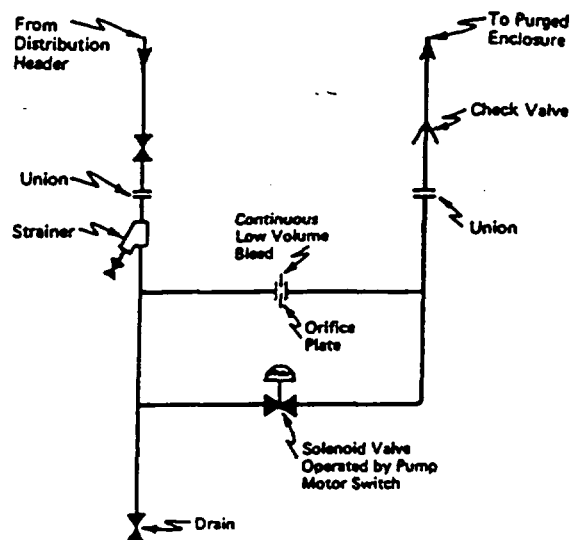 From
Distribution
Header
To Purged
Enclosure
Check Valve
Union
Strainer
Continuous
Low Volume
Bleed
Union
Orifice
Plate
Solenoid Valve
Operated by Pump
Motor Switch
Drain